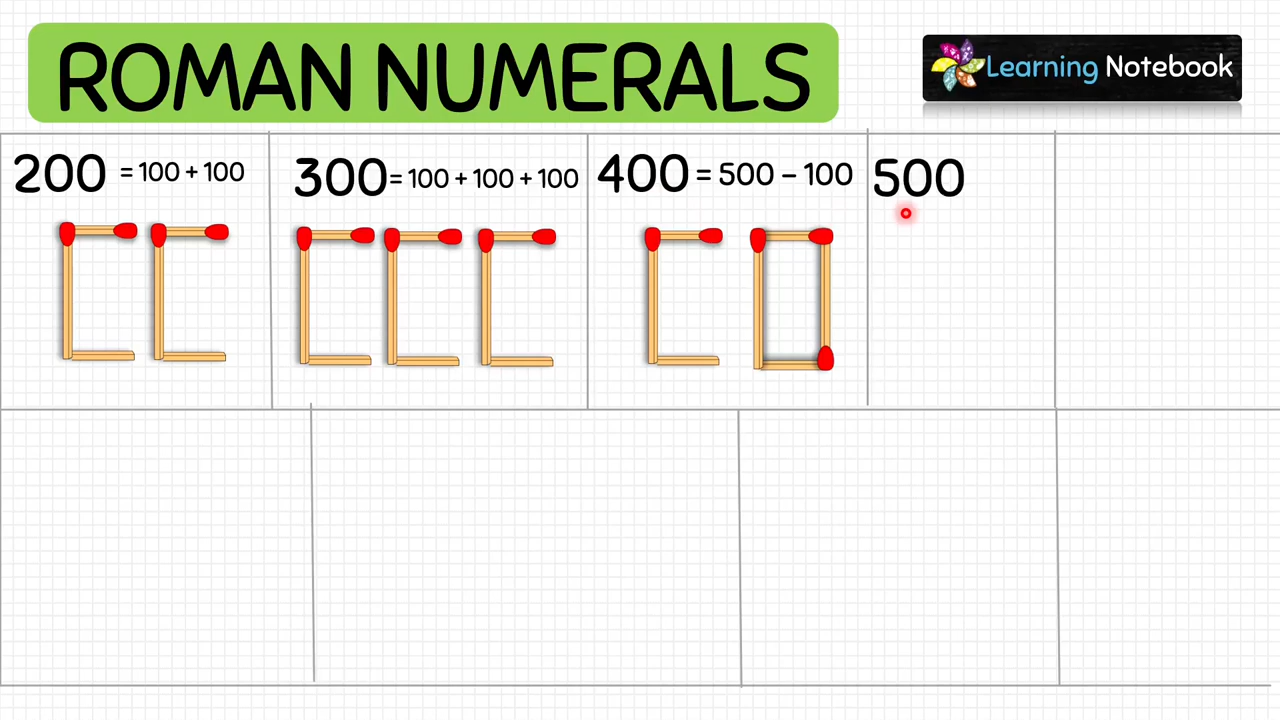 ROMAN NUMERALS
Learning Notebook
200 = 100 + 100
300 = 100 + 100 + 100
400 = 500 – 100
500